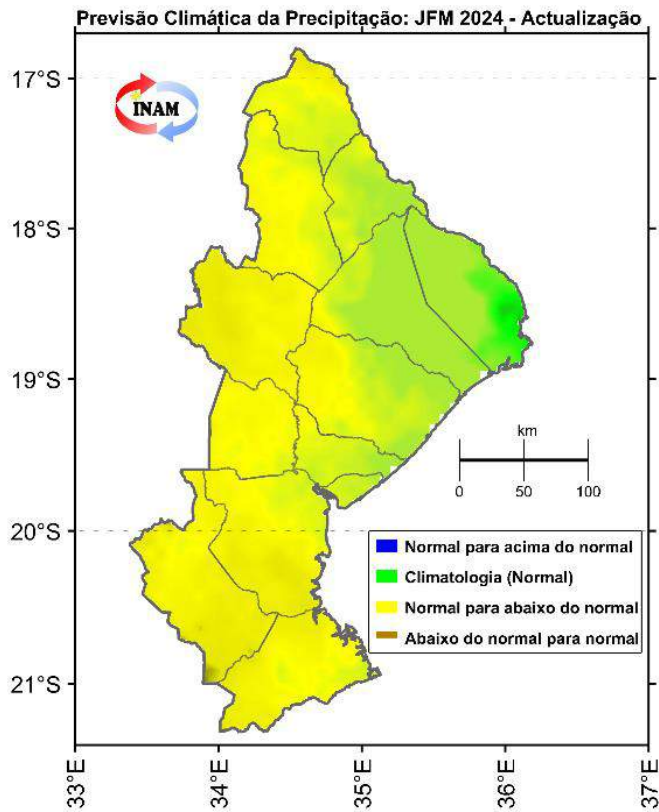 Previsão Climática da Precipitação: JFM 2024 - Actualização
17°S
INAM
18°S
19°S
km
0 50 100
20°S
Normal para acima do normal
Climatologia (Normal)
Normal para abaixo do normal
Abaixo do normal para normal
21°S
33°E 34°E 35°E 36°E 37°E